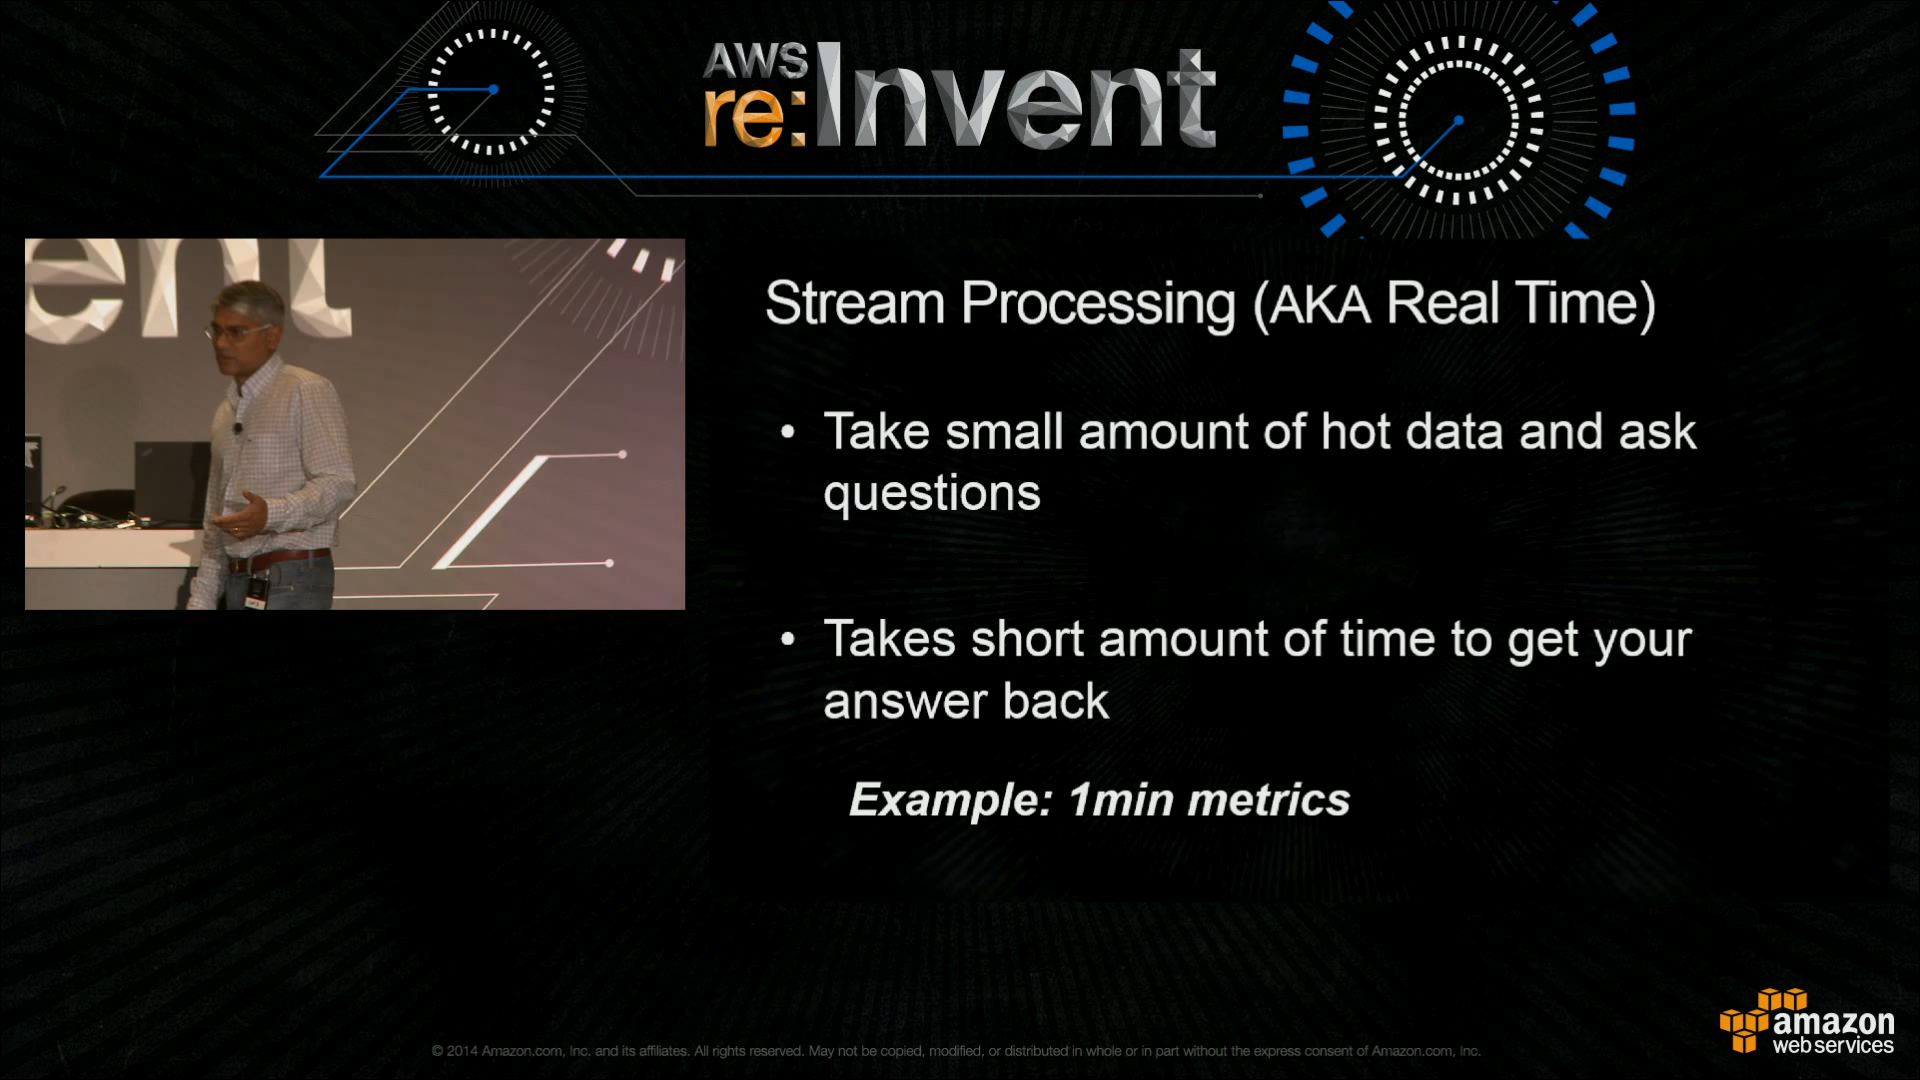 AWS
re:Invent
ent
Stream Processing (AKA Real Time)
• Take small amount of hot data and ask
questions
• Takes short amount of time to get your
answer back
Example: 1min metrics
© 2014 Amazon.com, Inc. and its affiliates. All rights reserved. May not be copied, modified, or distributed in whole or in part without the express consent of Amazon.com, Inc.
amazon
web services